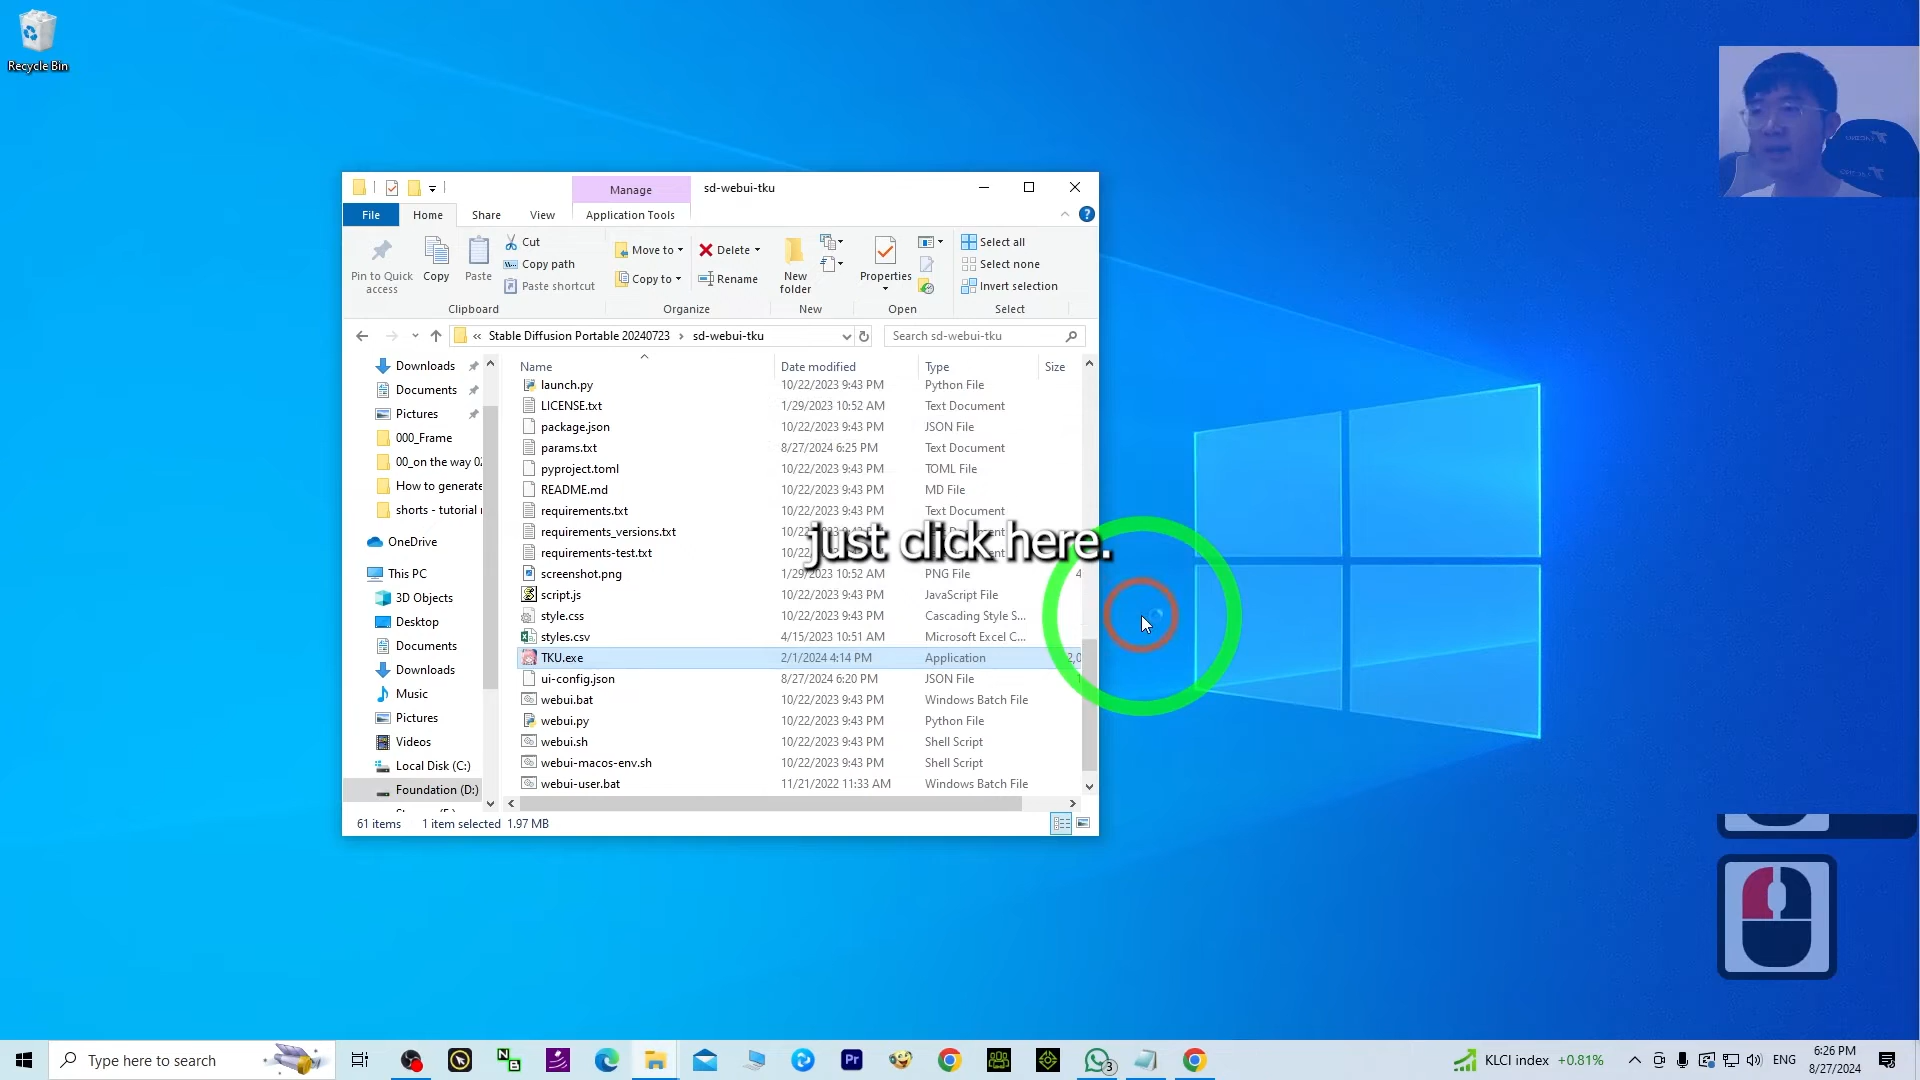 Recycle Bin
Manage
sd-webui-tku
File
Home
Share
View
Application Tools
Pin to Quick
access
Copy
Paste
Cut
Copy path
Paste shortcut
Move to
Copy to
Delete
Rename
New
folder
Properties
Select all
Select none
Invert selection
Clipboard
Organize
New
Open
Select
« Stable Diffusion Portable 20240723 › sd-webui-tku
Search sd-webui-tku
Downloads
Documents
Pictures
000_Frame
00_on the way 02
How to generate
shorts - tutorial
OneDrive
This PC
3D Objects
Desktop
Documents
Downloads
Music
Pictures
Videos
Local Disk (C:)
Foundation (D:)
Name Date modified Type Size
launch.py 10/22/2023 9:43 PM Python File
LICENSE.txt 1/29/2023 10:52 AM Text Document
package.json 10/22/2023 9:43 PM JSON File
params.txt 8/27/2024 6:25 PM Text Document
pyproject.toml 10/22/2023 9:43 PM TOML File
README.md 10/22/2023 9:43 PM MD File
requirements.txt 10/22/2023 9:43 PM Text Document
requirements_versions.txt
requirements-test.txt
just click here.
screenshot.png 1/29/2023 10:52 AM PNG File 4
script.js 10/22/2023 9:43 PM JavaScript File
style.css 10/22/2023 9:43 PM Cascading Style S...
styles.csv 4/15/2023 10:51 AM Microsoft Excel C...
TKU.exe 2/1/2024 4:14 PM Application 2,0
ui-config.json 8/27/2024 6:20 PM JSON File 1
webui.bat 10/22/2023 9:43 PM Windows Batch File
webui.py 10/22/2023 9:43 PM Python File
webui.sh 10/22/2023 9:43 PM Shell Script
webui-macos-env.sh 10/22/2023 9:43 PM Shell Script
webui-user.bat 11/21/2022 11:33 AM Windows Batch File
61 items 1 item selected 1.97 MB
Type here to search
Pr
3
KLCI index +0.81%
ENG
6:26 PM
8/27/2024